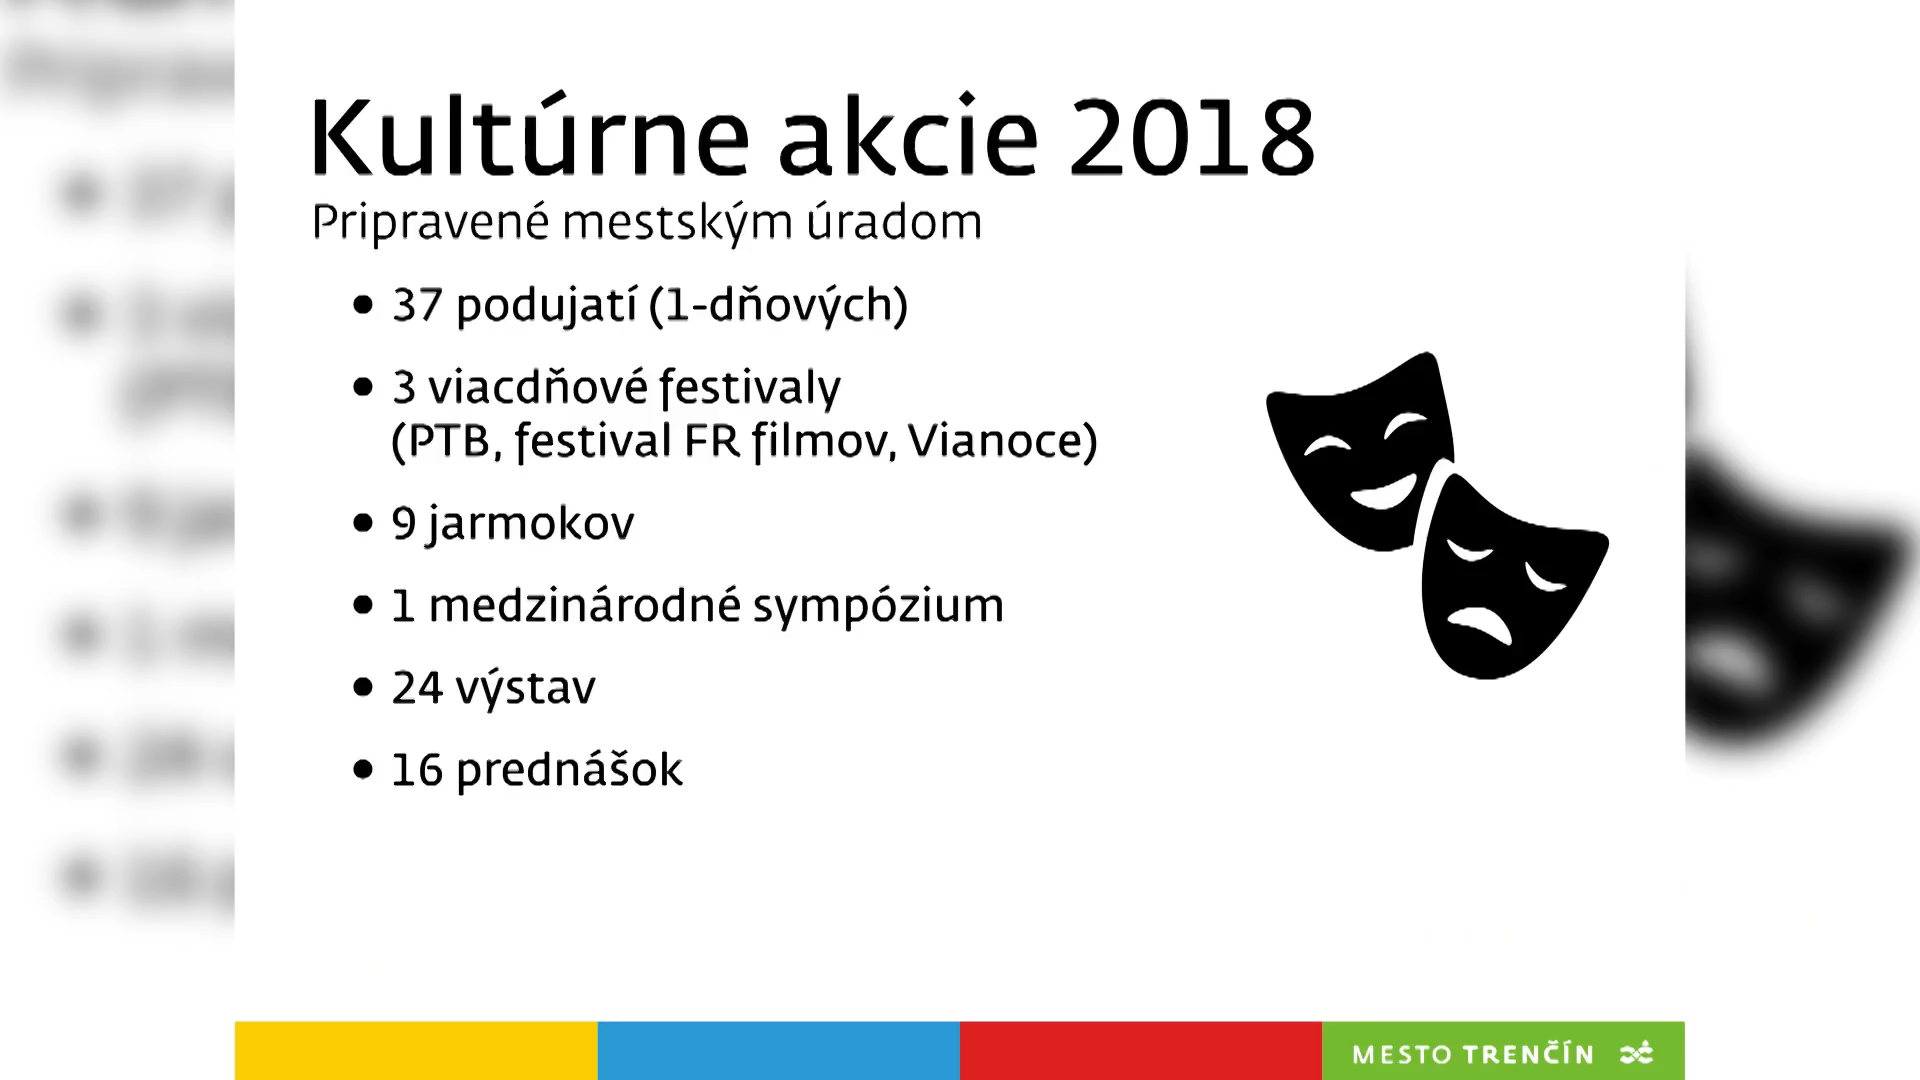 Kultúrne akcie 2018
Pripravené mestským úradom
• 37 podujatí (1-dňových)
• 3 viacdňové festivaly
(PTB, festival FR filmov, Vianoce)
• 9 jarmokov
• 1 medzinárodné sympózium
• 24 výstav
• 16 prednášok
MESTO TRENČÍN